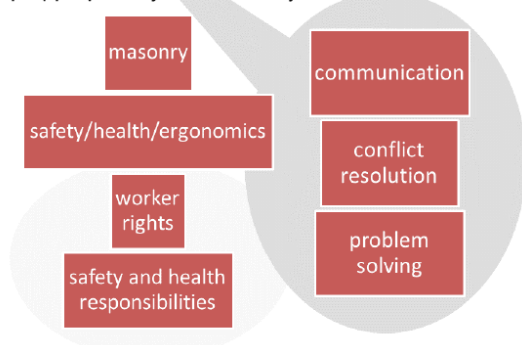 masonry
safety/health/ergonomics
worker
rights
safety and health
responsibilities
communication
conflict
resolution
problem
solving